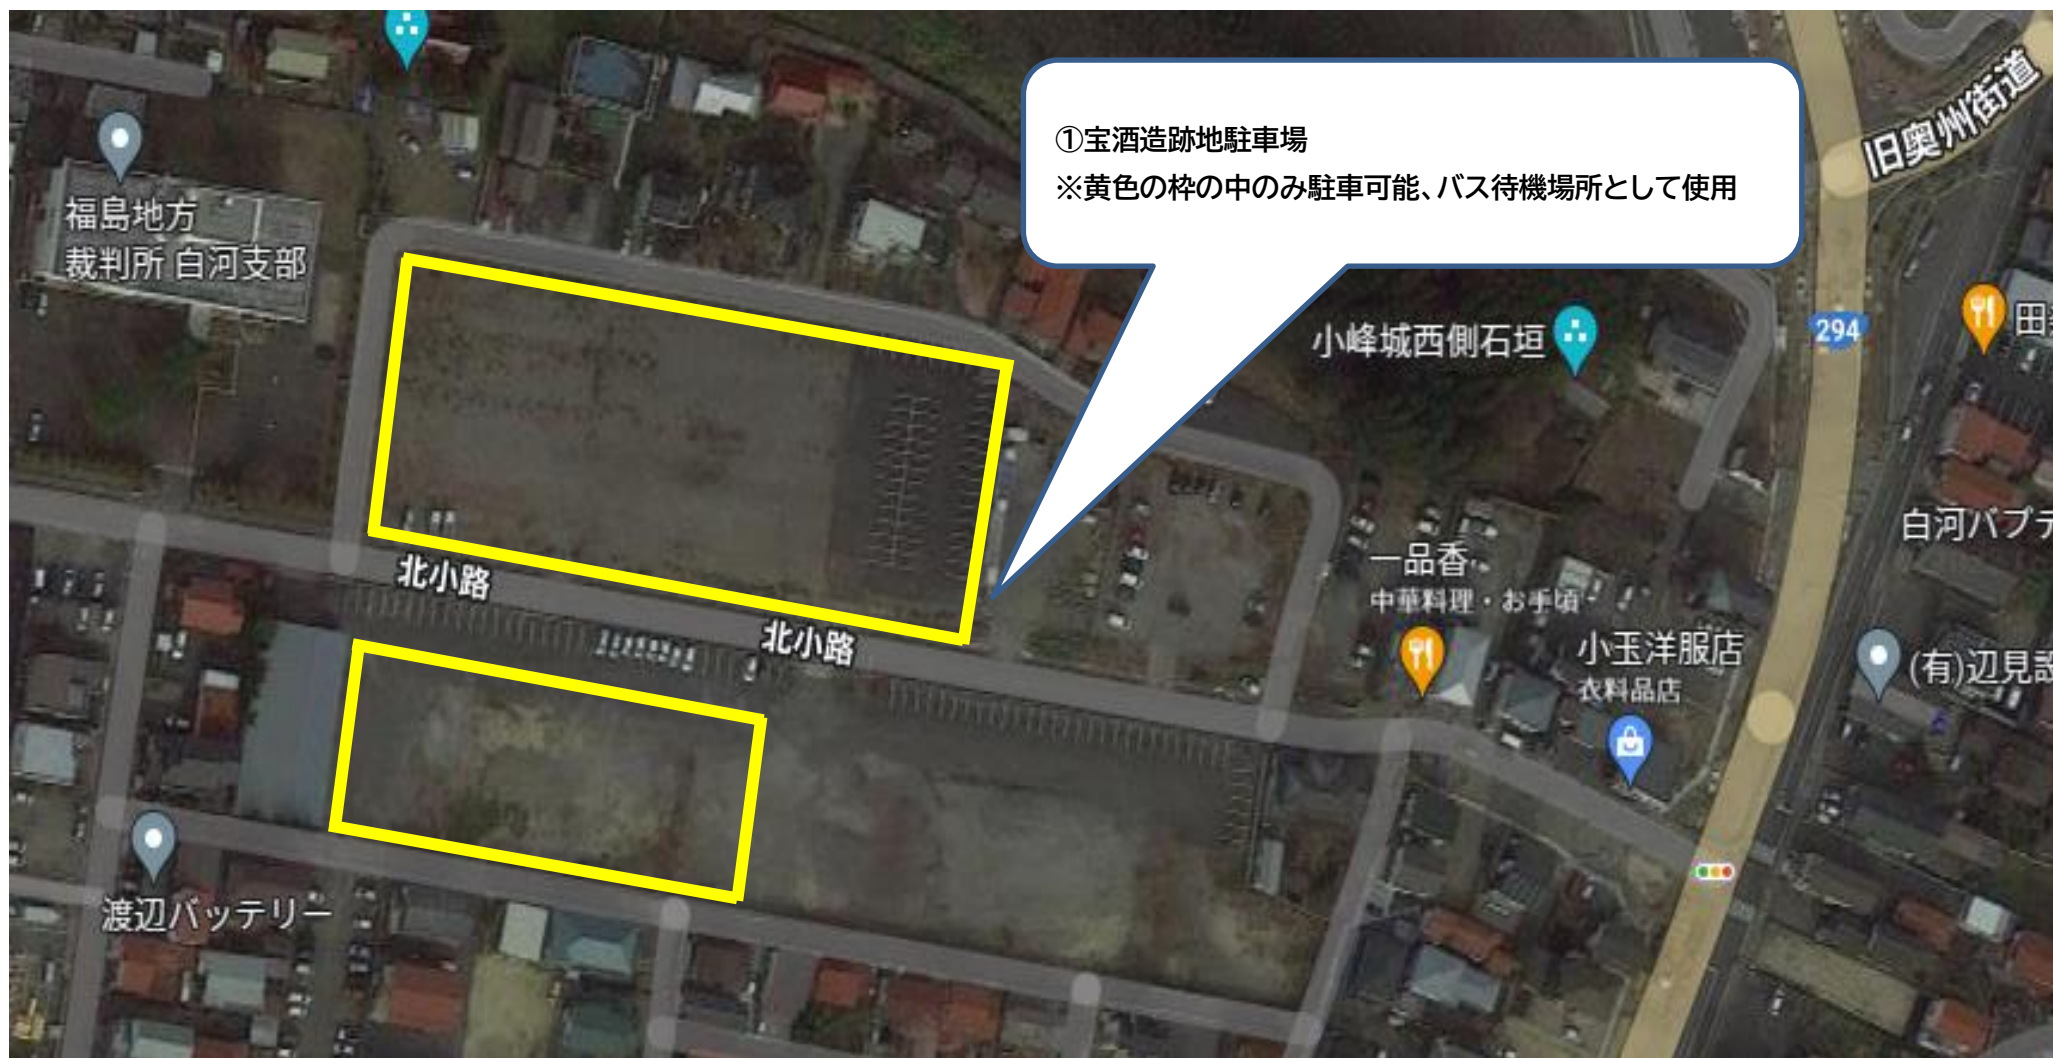 ①宝酒造跡地駐車場
※黄色の枠の中のみ駐車可能、バス待機場所として使用
旧奥州街道
福島地方
裁判所 白河支部
小峰城西側石垣
294
田
白河バプテ
一品香
中華料理・お手頃
北小路
北小路
小玉洋服店
衣料品店
(有)辺見設
渡辺バッテリー